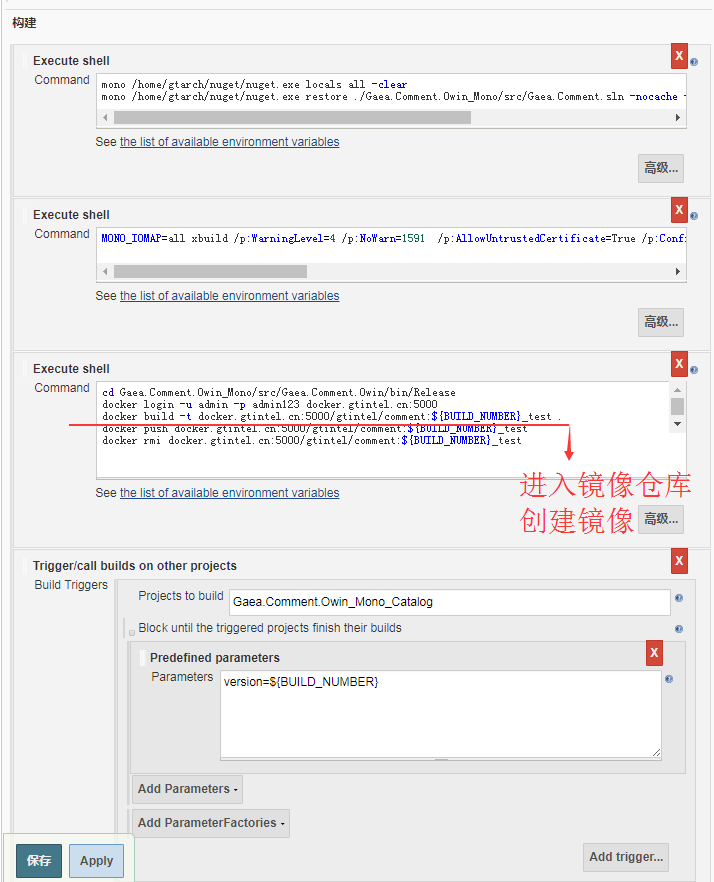 构建
Execute shell
X
Command
mono /home/gtarch/nuget/nuget.exe locals all -clear
mono /home/gtarch/nuget/nuget.exe restore ./Gaea.Comment.Owin_Mono/src/Gaea.Comment.sln -nocache -
See the list of available environment variables
高级...
Execute shell
X
Command
MONO_IOMAP=all xbuild /p:WarningLevel=4 /p:NoWarn=1591 /p:AllowUntrustedCertificate=True /p:Confi
See the list of available environment variables
高级...
Execute shell
X
Command
cd Gaea.Comment.Owin_Mono/src/Gaea.Comment.Owin/bin/Release
docker login -u admin -p admin123 docker.gtintel.cn:5000
docker build -t docker.gtintel.cn:5000/gtintel/comment:${BUILD_NUMBER}_test .
docker push docker.gtintel.cn:5000/gtintel/comment:${BUILD_NUMBER}_test
docker rmi docker.gtintel.cn:5000/gtintel/comment:${BUILD_NUMBER}_test
进入镜像仓库
See the list of available environment variables
创建镜像
高级...
Trigger/call builds on other projects
X
Build Triggers
Projects to build
Gaea.Comment.Owin_Mono_Catalog
Block until the triggered projects finish their builds
Predefined parameters
X
Parameters
version=${BUILD_NUMBER}
Add Parameters
Add ParameterFactories
保存
Apply
Add trigger...